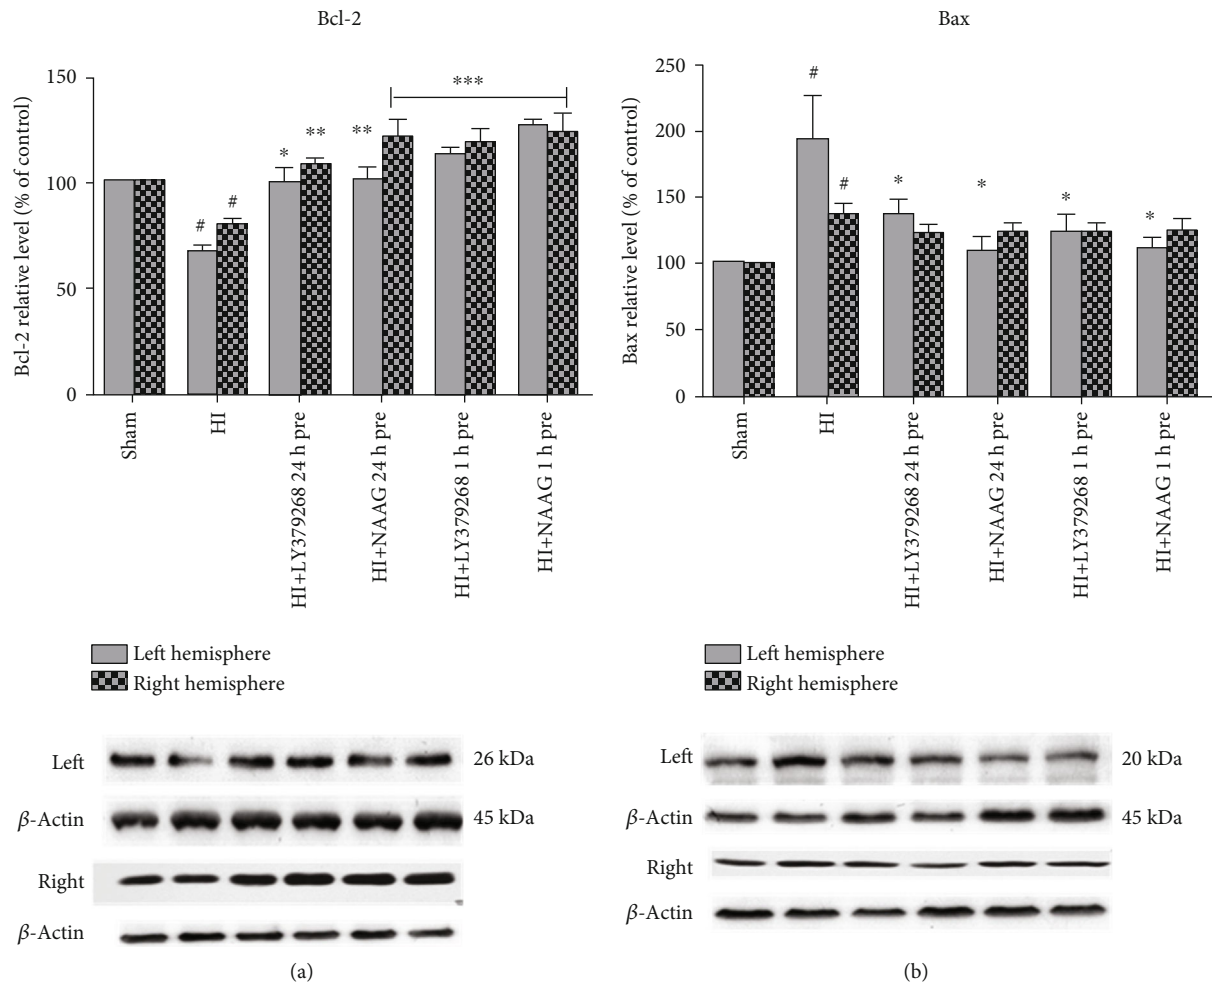 Bcl-2
150
100
50
0
Bcl-2 relative level (% of control)
#
#
*
**
**
***
Sham
HI
HI+LY379268 24 h pre
HI+NAAG 24 h pre
HI+LY379268 1 h pre
HI+NAAG 1 h pre
Left hemisphere
Right hemisphere
Left
26 kDa
β-Actin
45 kDa
Right
β-Actin
(a)
Bax
250
200
150
100
50
0
Bax relative level (% of control)
#
#
*
*
*
*
Sham
HI
HI+LY379268 24 h pre
HI+NAAG 24 h pre
HI+LY379268 1 h pre
HI+NAAG 1 h pre
Left hemisphere
Right hemisphere
Left
20 kDa
β-Actin
45 kDa
Right
β-Actin
(b)